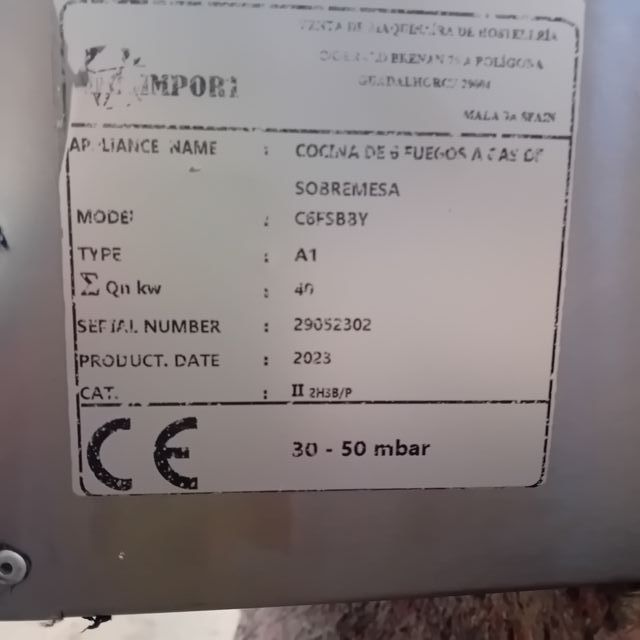 IMPORT
VENTA DE MAQUINARIA DE HOSTELERÍA
GUADALHORCE 29004
MALAGA SPAIN
APPLIANCE NAME : COCINA DE 6 FUEGOS A GAS DE
SOBREMESA
MODEL : C6FSBBY
TYPE : A1
Σ Qn kw : 40
SERIAL NUMBER : 29052302
PRODUCT. DATE : 2023
CAT. : II 2H3B/P
CE 30 - 50 mbar